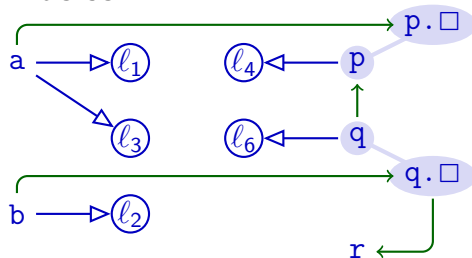 p.□
a ℓ1 ℓ4 p
ℓ3 ℓ6 q
q.□
b ℓ2
r